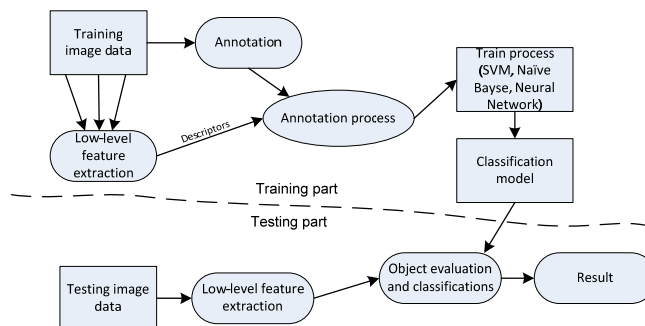 Training
image data
Annotation
Train process
(SVM, Naïve
Bayse, Neural
Network)
Descriptors
Annotation process
Low-level
feature
extraction
Classification
model
Training part
Testing part
Testing image
data
Low-level feature
extraction
Object evaluation
and classifications
Result